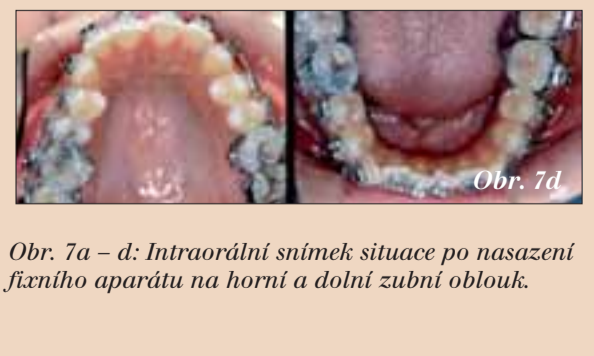 Obr. 7d
Obr. 7a – d: Intraorální snímek situace po nasazení
fixního aparátu na horní a dolní zubní oblouk.